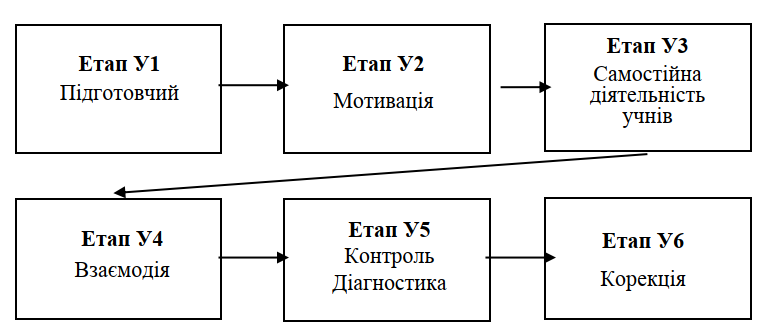 Етап У1
Підготовчий
Етап У2
Мотивація
Етап У3
Самостійна
діяльність
учнів
Етап У4
Взаємодія
Етап У5
Контроль
Діагностика
Етап У6
Корекція